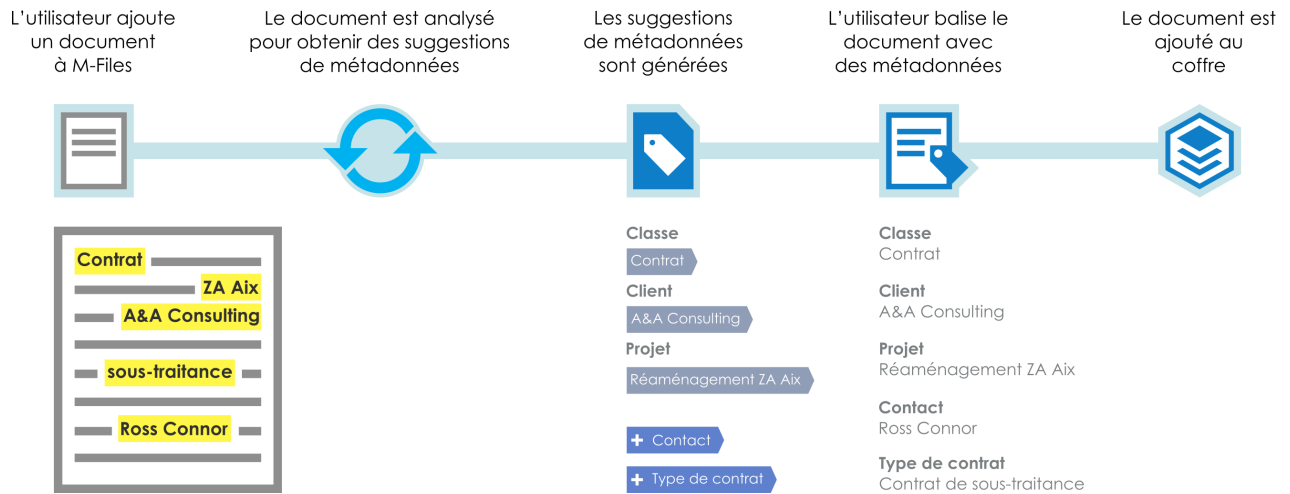 L'utilisateur ajoute
un document
à M-Files
Le document est analysé
pour obtenir des suggestions
de métadonnées
Les suggestions
de métadonnées
sont générées
L'utilisateur balise le
document avec
des métadonnées
Le document est
ajouté au
coffre
Contrat
ZA Aix
A&A Consulting
sous-traitance
Ross Connor
Classe
Contrat
Client
A&A Consulting
Projet
Réaménagement ZA Aix
+ Contact
+ Type de contrat
Classe
Contrat
Client
A&A Consulting
Projet
Réaménagement ZA Aix
Contact
Ross Connor
Type de contrat
Contrat de sous-traitance